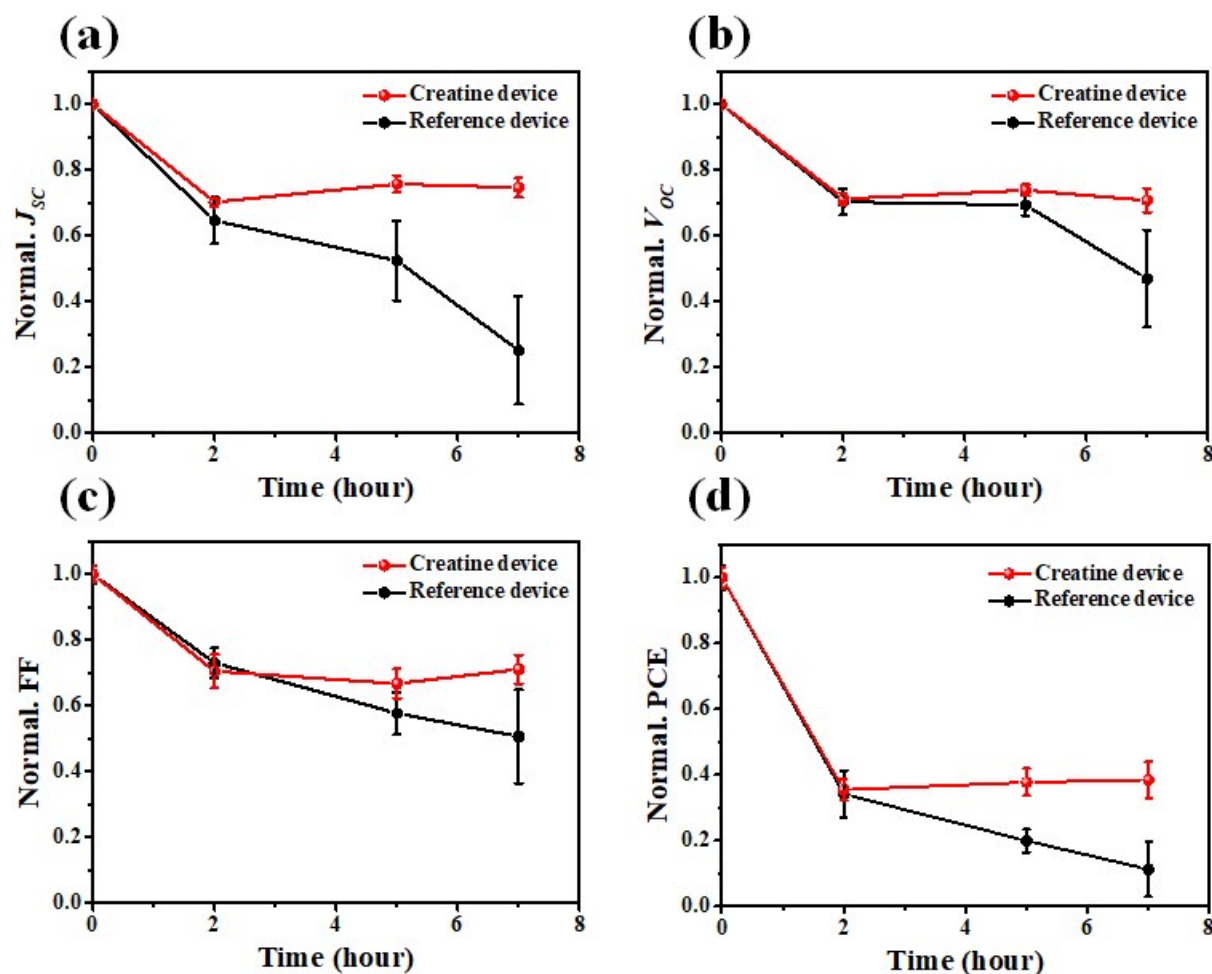 (a)
1.0
0.8
0.6
0.4
0.2
0.0
Normal. J_SC
Creatine device
Reference device
0 2 4 6 8
Time (hour)
(b)
1.0
0.8
0.6
0.4
0.2
0.0
Normal. V_OC
Creatine device
Reference device
0 2 4 6 8
Time (hour)
(c)
1.0
0.8
0.6
0.4
0.2
0.0
Normal. FF
Creatine device
Reference device
0 2 4 6 8
Time (hour)
(d)
1.0
0.8
0.6
0.4
0.2
0.0
Normal. PCE
Creatine device
Reference device
0 2 4 6 8
Time (hour)